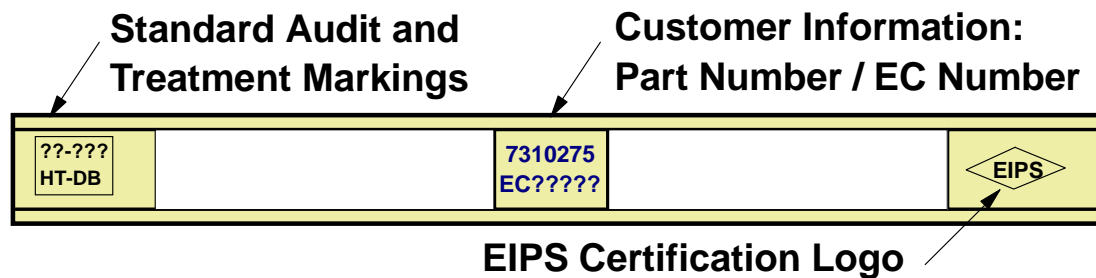 Standard Audit and
Treatment Markings
Customer Information:
Part Number / EC Number
??-???
HT-DB
7310275
EC?????
EIPS
EIPS Certification Logo